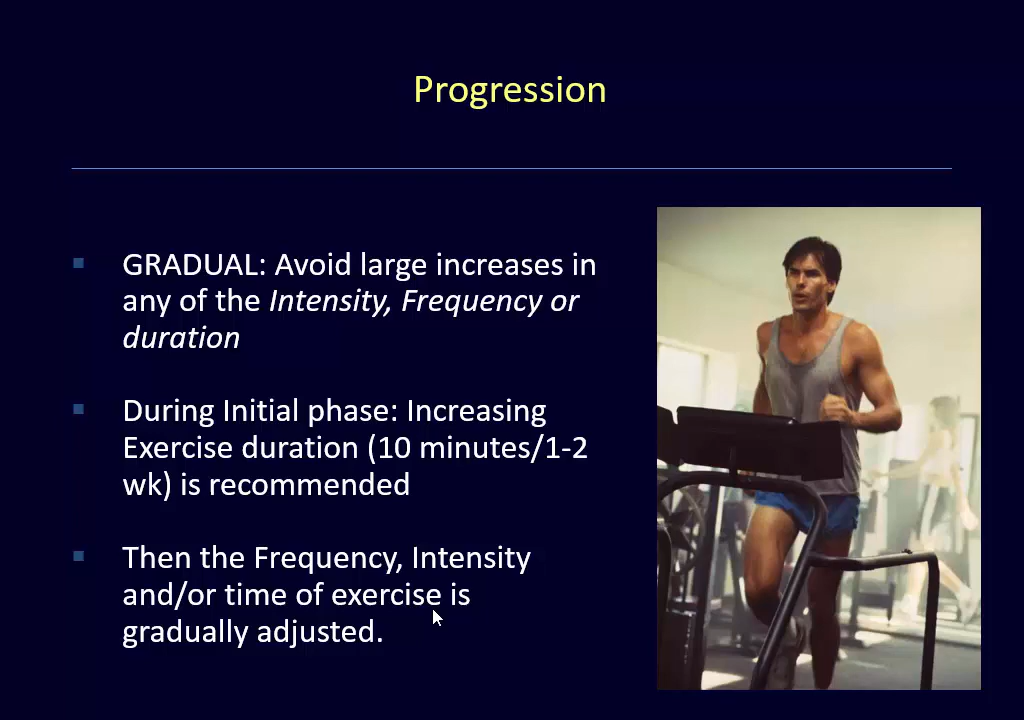 Progression
GRADUAL: Avoid large increases in
any of the Intensity, Frequency or
duration
During Initial phase: Increasing
Exercise duration (10 minutes/1-2
wk) is recommended
Then the Frequency, Intensity
and/or time of exercise is
gradually adjusted.